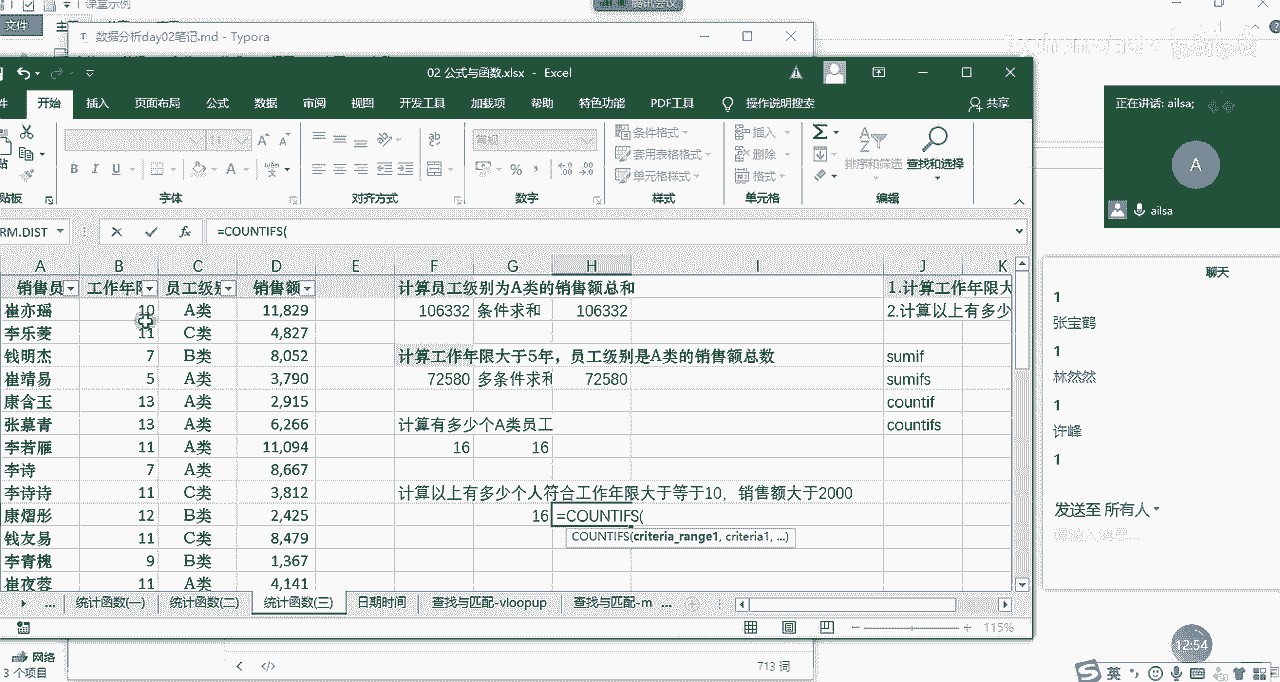 课堂示例
文件
腾讯会议
数据分析day02笔记.md - Typora
02 公式与函数.xlsx - Excel
开始 插入 页面布局 公式 数据 审阅 视图 开发工具 加载项 帮助 特色功能 PDF工具 操作说明搜索 共享
11 A A
常规
B I U
条件格式
套用表格格式
单元格样式
插入
删除
格式
排序和筛选 查找和选择
贴板 字体 对齐方式 数字 样式 单元格 编辑
RM.DIST
=COUNTIFS(
A B C D E F G H I J K
销售员 工作年限 员工级别 销售额 计算员工级别为A类的销售额总和 1.计算工作年限大
崔亦瑶 10 A类 11,829 106332 条件求和 106332 2.计算以上有多少
李乐菱 11 C类 4,827
钱明杰 7 B类 8,052 计算工作年限大于5年，员工级别是A类的销售额总数 sumif
崔靖易 5 A类 3,790 72580 多条件求和 72580 sumifs
康含玉 13 A类 2,915 countif
张慕青 13 A类 6,266 计算有多少个A类员工 countifs
李若雁 11 A类 11,094 16 16
李诗 7 A类 8,667
李诗诗 11 C类 3,812 计算以上有多少个人符合工作年限大于等于10，销售额大于2000
康熠彤 12 B类 2,425 16 =COUNTIFS(
钱友易 11 C类 8,479 COUNTIFS(criteria_range1, criteria1, ...)
李青槐 9 B类 1,367
崔夜蓉 11 A类 4,141
... 统计函数(一) 统计函数(二) 统计函数(三) 日期时间 查找与匹配-vloopup 查找与匹配-m ...
115%
713 词
网络
3 个项目
正在讲话: ailsa;
A
ailsa
聊天
1
张宝鹤
1
林然然
1
许峰
1
发送至 所有人
请输入消息...
12:54
英